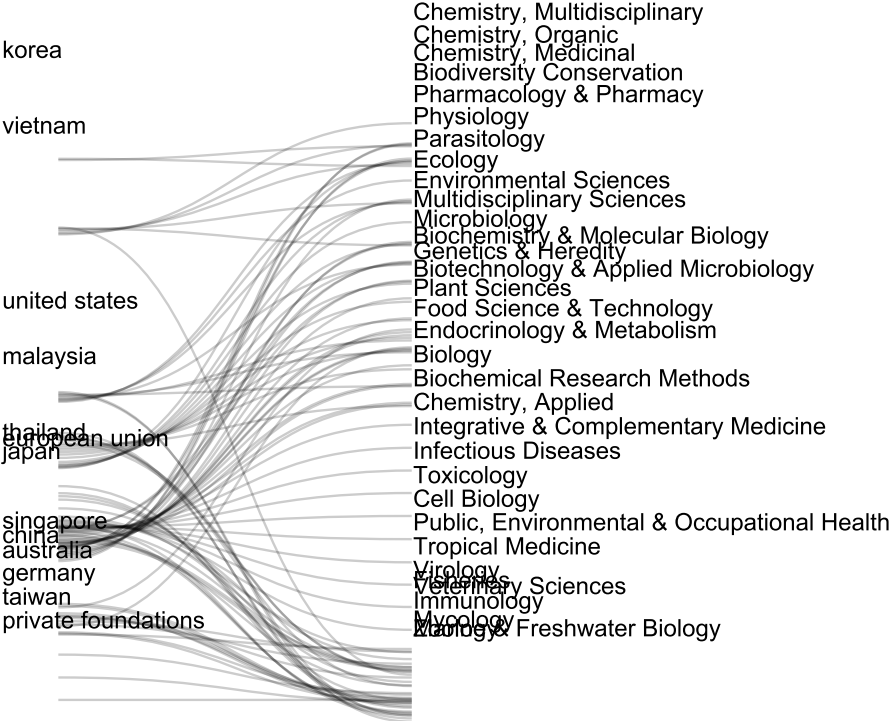 korea
vietnam
united states
malaysia
thailand
european union
japan
singapore
china
australia
germany
taiwan
private foundations
Chemistry, Multidisciplinary
Chemistry, Organic
Chemistry, Medicinal
Biodiversity Conservation
Pharmacology & Pharmacy
Physiology
Parasitology
Ecology
Environmental Sciences
Multidisciplinary Sciences
Microbiology
Biochemistry & Molecular Biology
Genetics & Heredity
Biotechnology & Applied Microbiology
Plant Sciences
Food Science & Technology
Endocrinology & Metabolism
Biology
Biochemical Research Methods
Chemistry, Applied
Integrative & Complementary Medicine
Infectious Diseases
Toxicology
Cell Biology
Public, Environmental & Occupational Health
Tropical Medicine
Virology
Fisheries
Veterinary Sciences
Immunology
Mycology
Zoology
Marine & Freshwater Biology